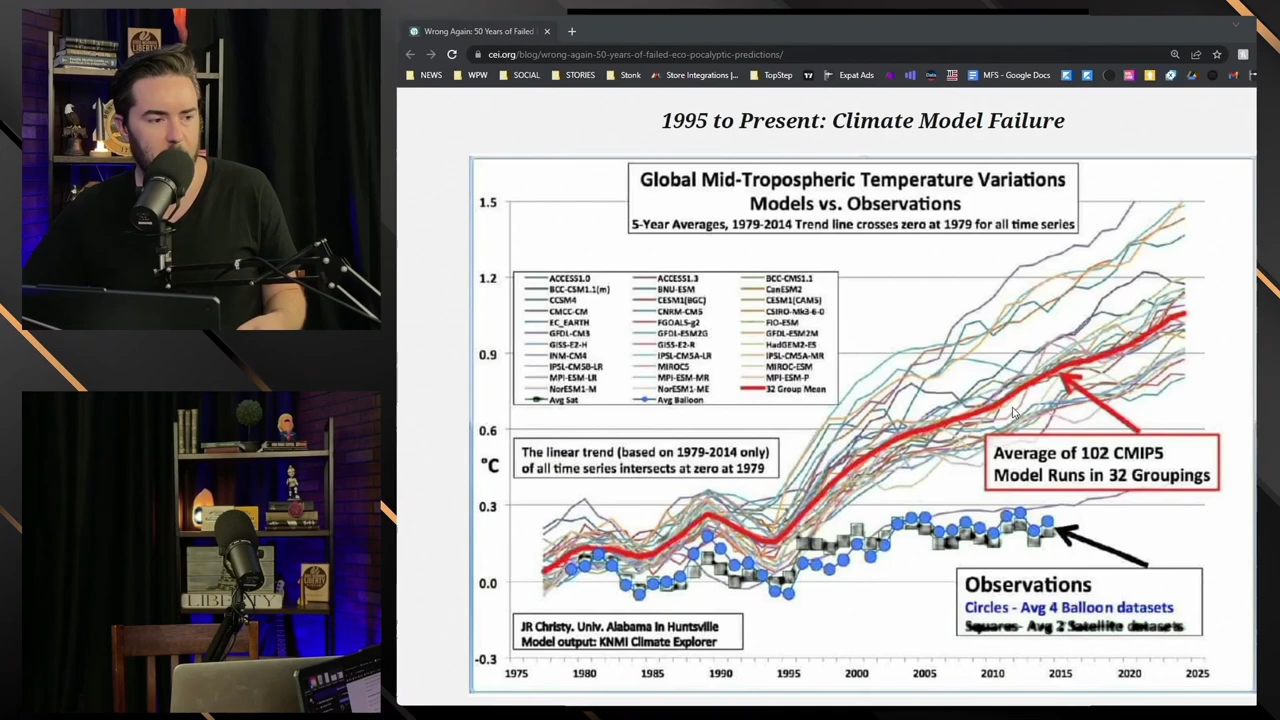 Wrong Again: 50 Years of Failed
cei.org/blog/wrong-again-50-years-of-failed-eco-pocalyptic-predictions/
NEWS WPW SOCIAL STORIES Stonk Store Integrations |... TopStep Expat Ads MFS - Google Docs
1995 to Present: Climate Model Failure
Global Mid-Tropospheric Temperature Variations
Models vs. Observations
5-Year Averages, 1979-2014 Trend line crosses zero at 1979 for all time series
1.5
1.2
0.9
0.6
°C
0.3
0.0
-0.3
ACCESS1.0 ACCESS1.3 BCC-CMS1.1
BCC-CSM1.1(m) BNU-ESM CanESM2
CCSM4 CESM1(BGC) CESM1(CAM5)
CMCC-CM CNRM-CM5 CSIRO-Mk3-6-0
EC_EARTH FGOALS-g2 FIO-ESM
GFDL-CM3 GFDL-ESM2G GFDL-ESM2M
GISS-E2-H GISS-E2-R HadGEM2-ES
INM-CM4 IPSL-CM5A-LR IPSL-CM5A-MR
IPSL-CM5B-LR MIROC5 MIROC-ESM
MPI-ESM-LR MPI-ESM-MR MPI-ESM-P
NorESM1-M NorESM1-ME 32 Group Mean
Avg Sat Avg Balloon
The linear trend (based on 1979-2014 only)
of all time series intersects at zero at 1979
Average of 102 CMIP5
Model Runs in 32 Groupings
Observations
Circles - Avg 4 Balloon datasets
Squares- Avg 2 Satellite datasets
JR Christy. Univ. Alabama in Huntsville
Model output: KNMI Climate Explorer
1975 1980 1985 1990 1995 2000 2005 2010 2015 2020 2025
LIBERTY
LIBERTY
LIBERTY